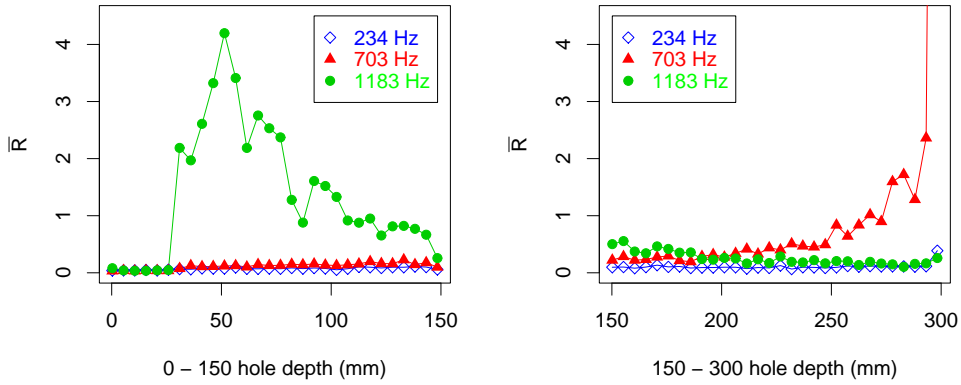 0 1 2 3 4
R
234 Hz
703 Hz
1183 Hz
0 50 100 150
0 − 150 hole depth (mm)
0 1 2 3 4
R
234 Hz
703 Hz
1183 Hz
150 200 250 300
150 − 300 hole depth (mm)